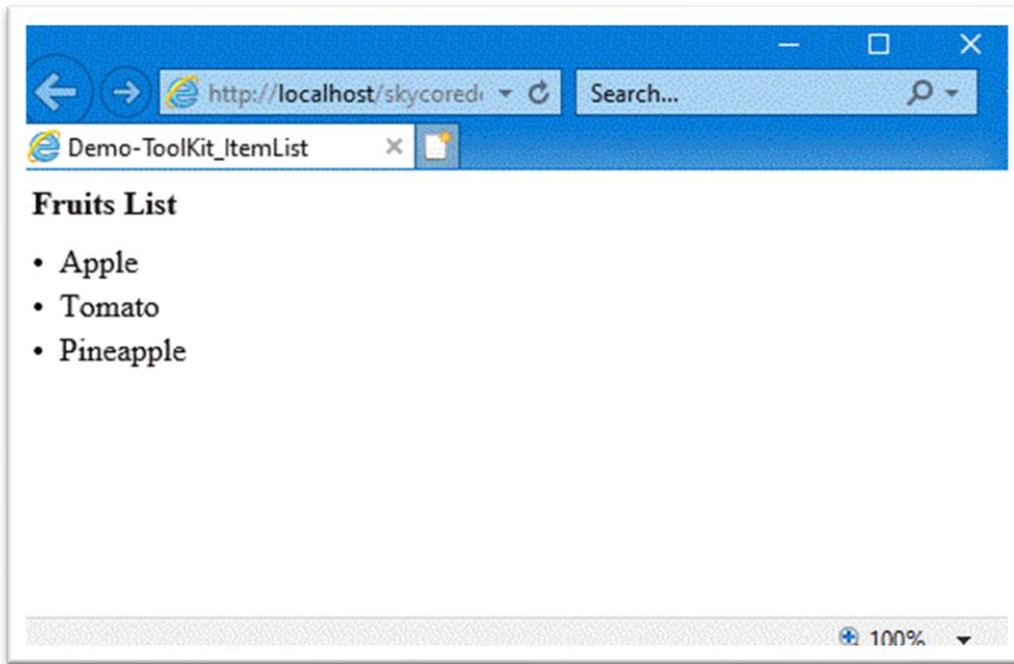 http://localhost/skycored
Search...
Demo-ToolKit_ItemList
Fruits List
• Apple
• Tomato
• Pineapple
100%